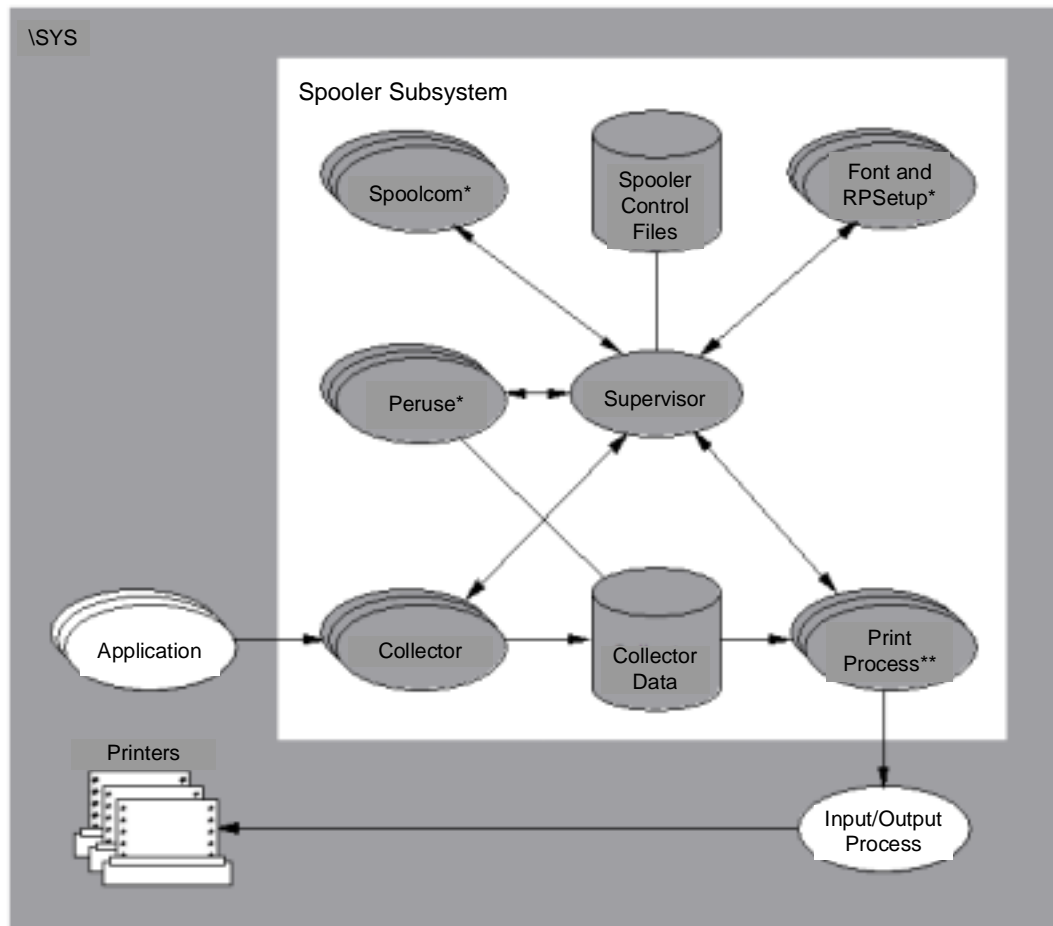 \SYS
Spooler Subsystem
Spoolcom*
Spooler
Control
Files
Font and
RPSetup*
Peruse*
Supervisor
Application
Collector
Collector
Data
Print
Process**
Printers
Input/Output
Process